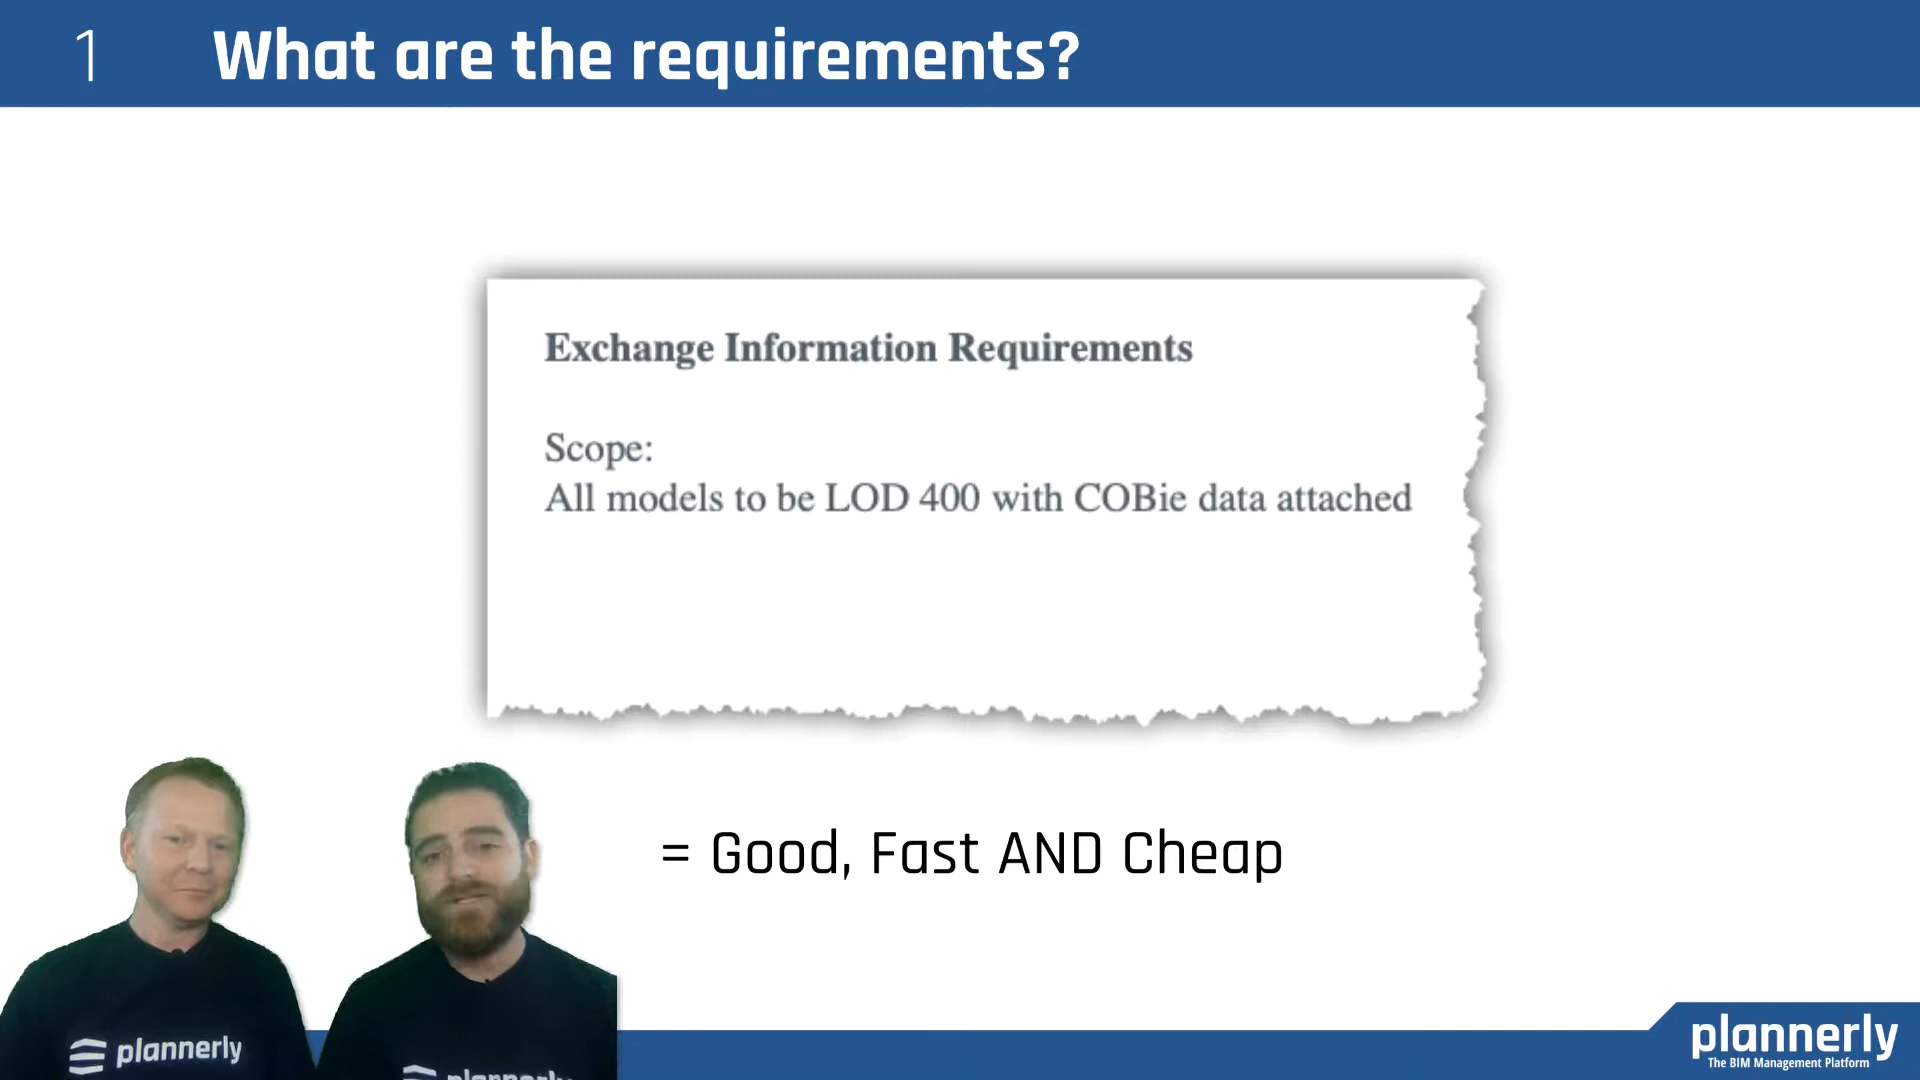 1
What are the requirements?
Exchange Information Requirements
Scope:
All models to be LOD 400 with COBie data attached
= Good, Fast AND Cheap
plannerly
plannerly
plannerly
The BIM Management Platform